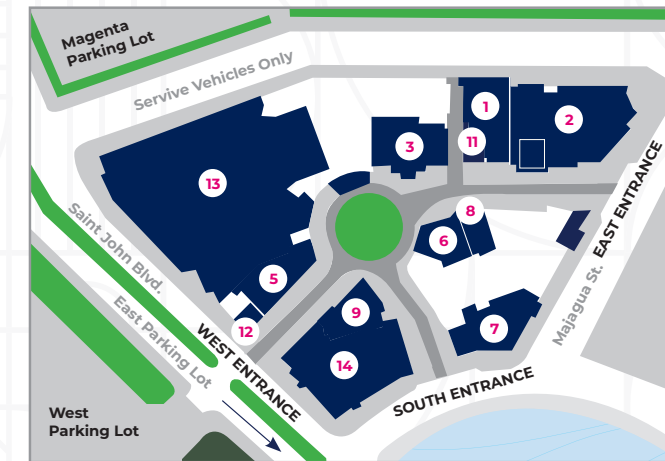 Magenta
Parking Lot
Servive Vehicles Only
1
2
3
11
13
8
6
5
9
7
12
14
Saint John Blvd.
East Parking Lot
WEST ENTRANCE
SOUTH ENTRANCE
Majagua St.
EAST ENTRANCE
West
Parking Lot